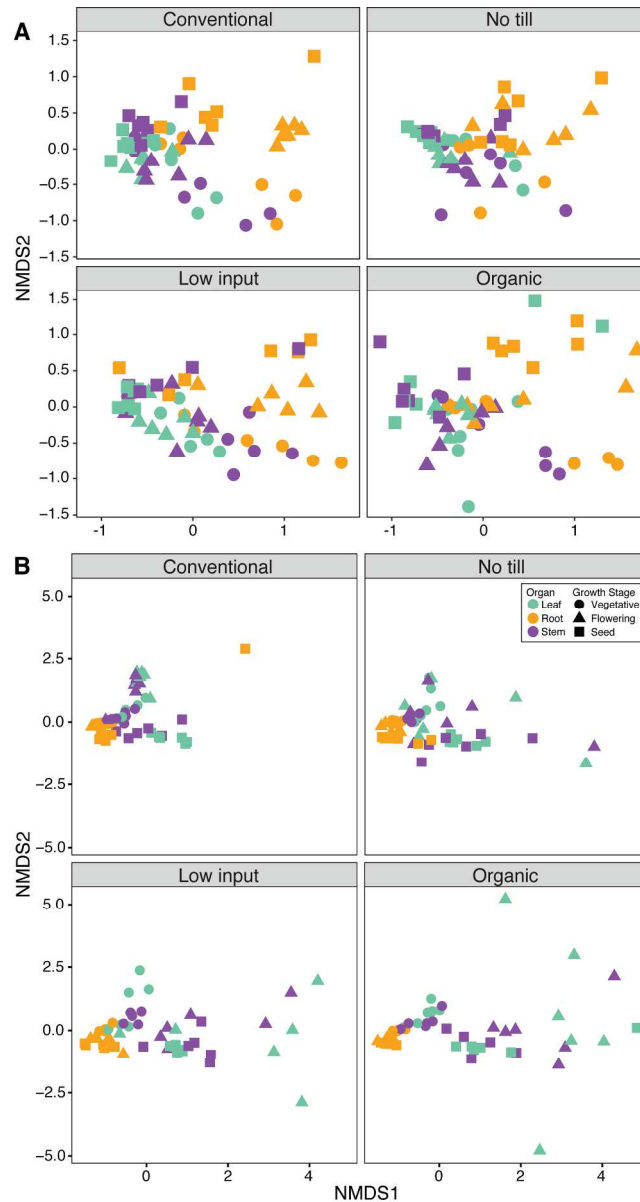 A
Conventional
No till
1.5
1.0
0.5
0.0
−0.5
−1.0
−1.5
NMDS2
Low input
Organic
1.5
1.0
0.5
0.0
−0.5
−1.0
−1.5
-1
0
1
-1
0
1
B
Conventional
No till
5.0
2.5
0.0
−2.5
−5.0
Organ
Growth Stage
Leaf
Vegetative
Root
Flowering
Stem
Seed
NMDS2
Low input
Organic
5.0
2.5
0.0
−2.5
−5.0
0
2
4
0
2
4
NMDS1